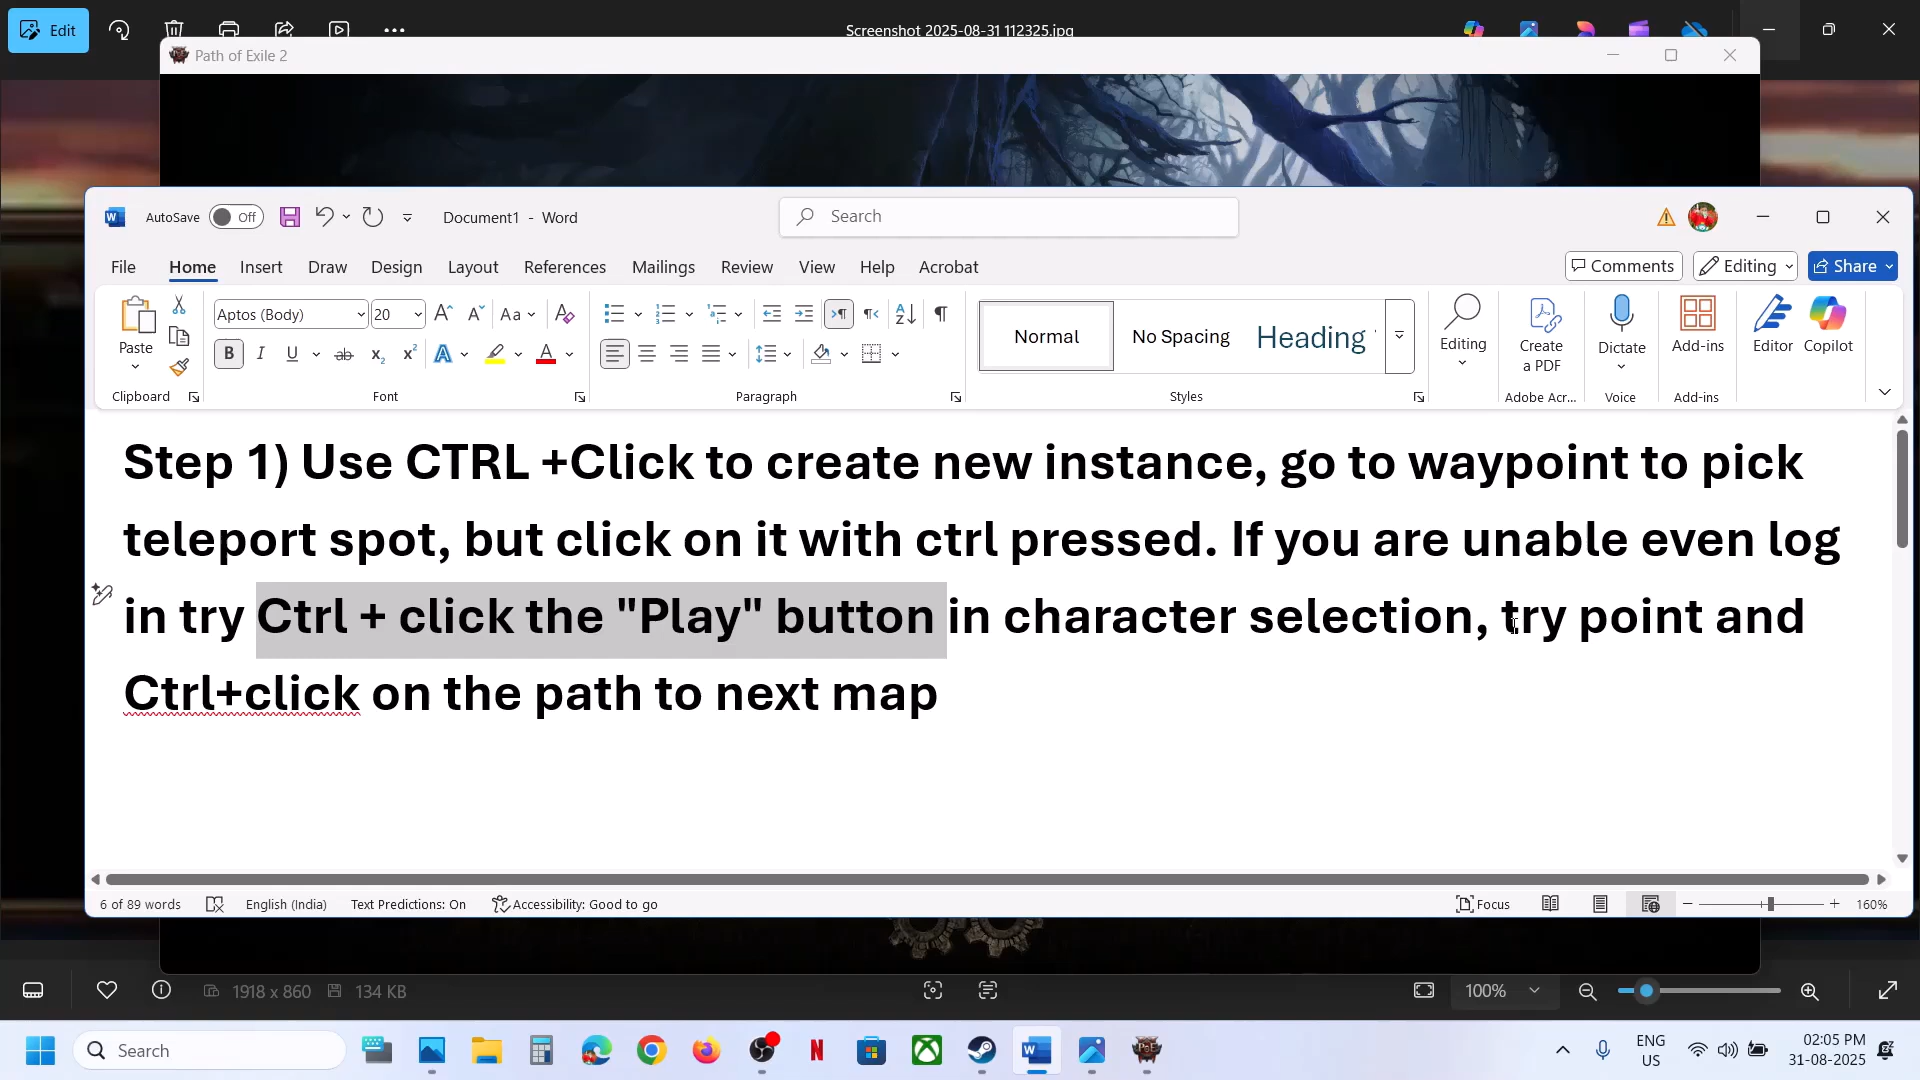 Edit
Screenshot 2025-08-31 112325.jpg
Path of Exile 2
AutoSave Off
Document1 - Word
Search
File Home Insert Draw Design Layout References Mailings Review View Help Acrobat
Comments Editing Share
Paste
Aptos (Body) 20
Normal
No Spacing
Heading
Editing
Create
a PDF
Dictate
Add-ins
Editor
Copilot
Clipboard
Font
Paragraph
Styles
Adobe Acr...
Voice
Add-ins
Step 1) Use CTRL +Click to create new instance, go to waypoint to pick
teleport spot, but click on it with ctrl pressed. If you are unable even log
in try Ctrl + click the "Play" button in character selection, try point and
Ctrl+click on the path to next map
6 of 89 words English (India) Text Predictions: On Accessibility: Good to go Focus 160%
1918 x 860 134 KB 100%
Search
ENG
US
02:05 PM
31-08-2025